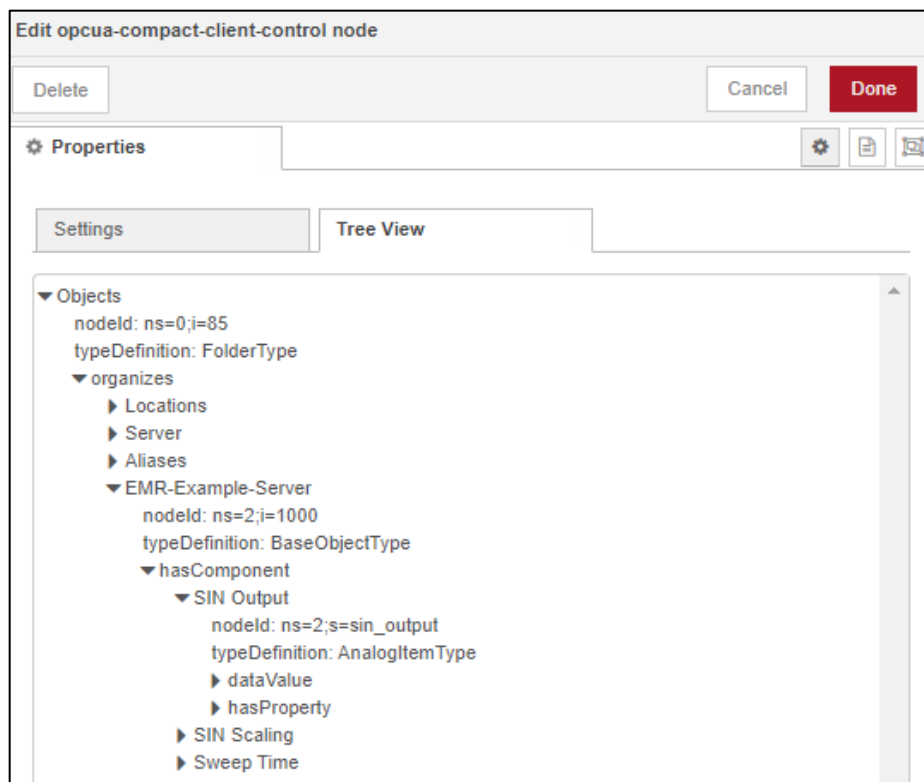 Edit opcua-compact-client-control node
Delete
Cancel
Done
Properties
Settings
Tree View
Objects
nodeId: ns=0;i=85
typeDefinition: FolderType
organizes
Locations
Server
Aliases
EMR-Example-Server
nodeId: ns=2;i=1000
typeDefinition: BaseObjectType
hasComponent
SIN Output
nodeId: ns=2;s=sin_output
typeDefinition: AnalogItemType
dataValue
hasProperty
SIN Scaling
Sweep Time